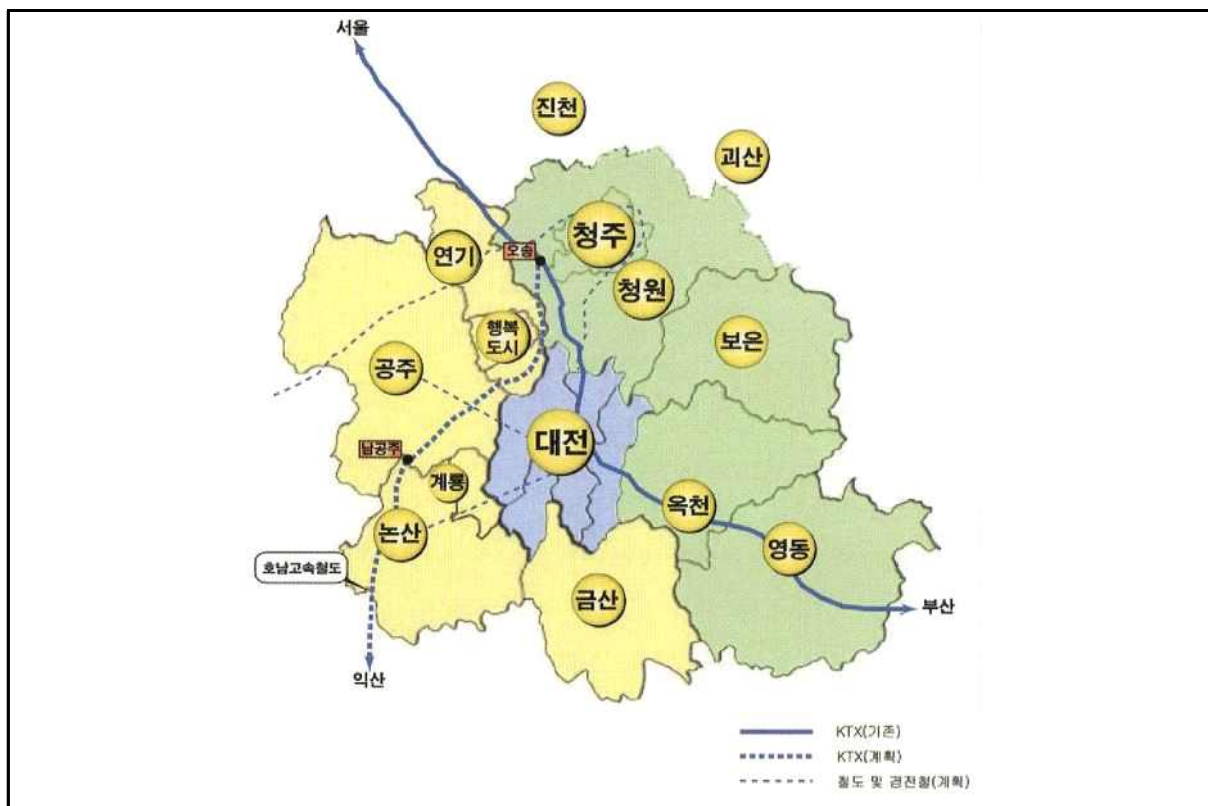 서울
진천
괴산
청주
연기
오송
청원
행복
도시
보은
공주
대전
남공주
계룡
옥천
논산
영동
호남고속철도
금산
부산
익산
KTX(기존)
KTX(계획)
철도 및 경전철(계획)